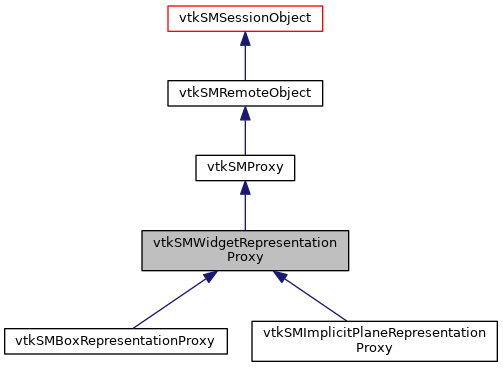 vtkSMSessionObject
vtkSMRemoteObject
vtkSMProxy
vtkSMWidgetRepresentation
Proxy
vtkSMBoxRepresentationProxy
vtkSMImplicitPlaneRepresentation
Proxy